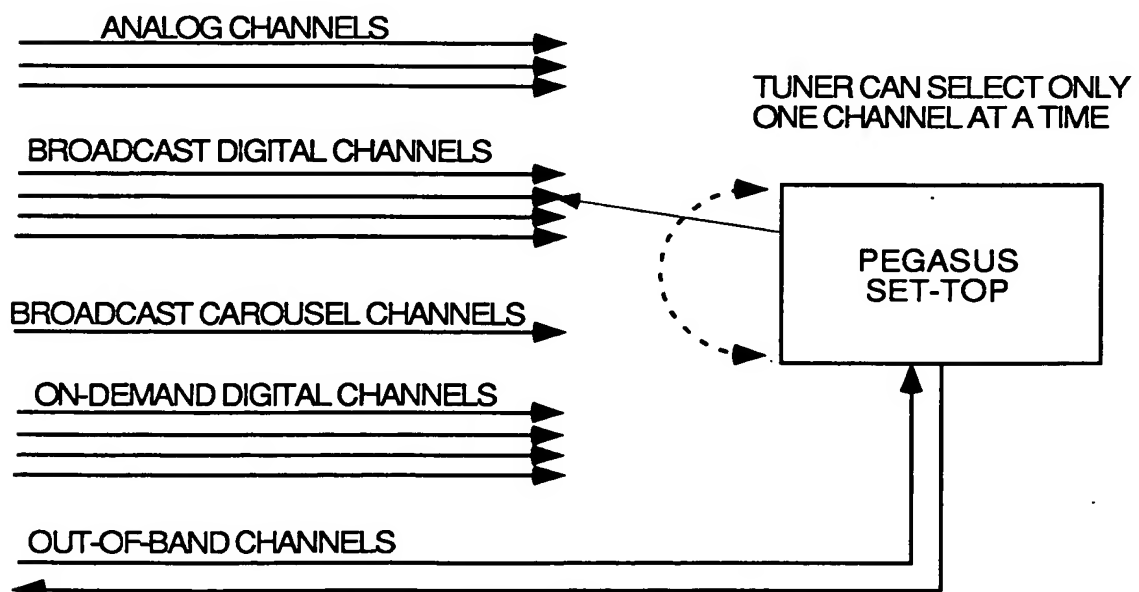 ANALOG CHANNELS
TUNER CAN SELECT ONLY
ONE CHANNEL AT A TIME
BROADCAST DIGITAL CHANNELS
PEGASUS
SET-TOP
BROADCAST CAROUSEL CHANNELS
ON-DEMAND DIGITAL CHANNELS
OUT-OF-BAND CHANNELS